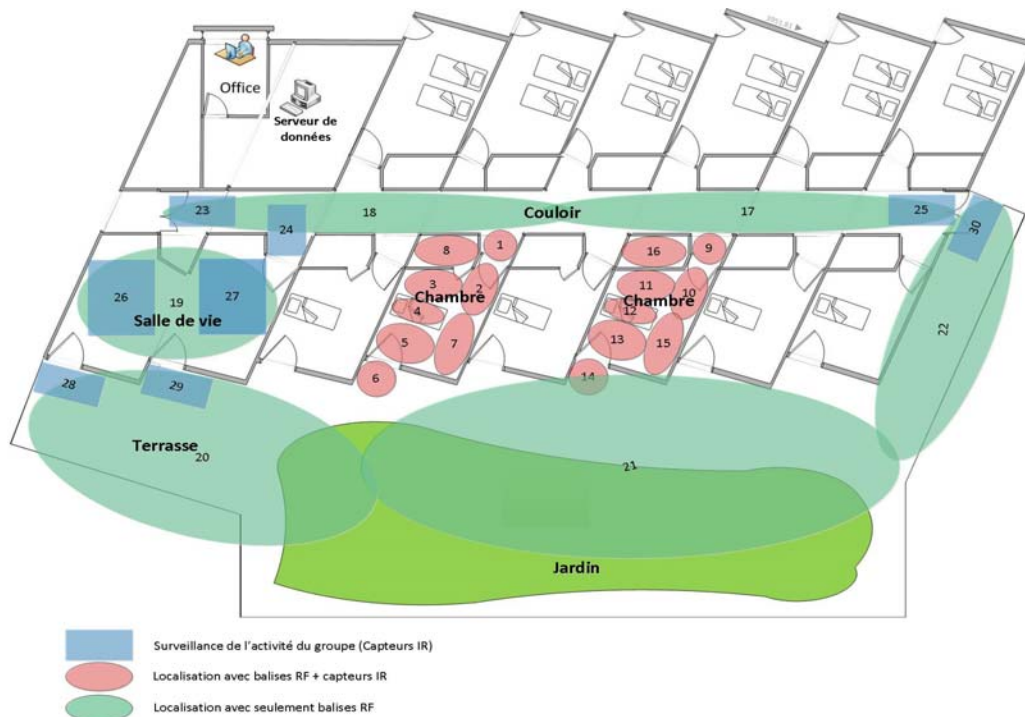 Office
Serveur de
données
23
18
Couloir
17
25
24
30
8
1
16
9
3
2
11
10
26
19
27
Chambre
Chambre
4
12
Salle de vie
5
7
13
15
22
28
29
6
14
Terrasse
20
21
Jardin
Surveillance de l'activité du groupe (Capteurs IR)
Localisation avec balises RF + capteurs IR
Localisation avec seulement balises RF